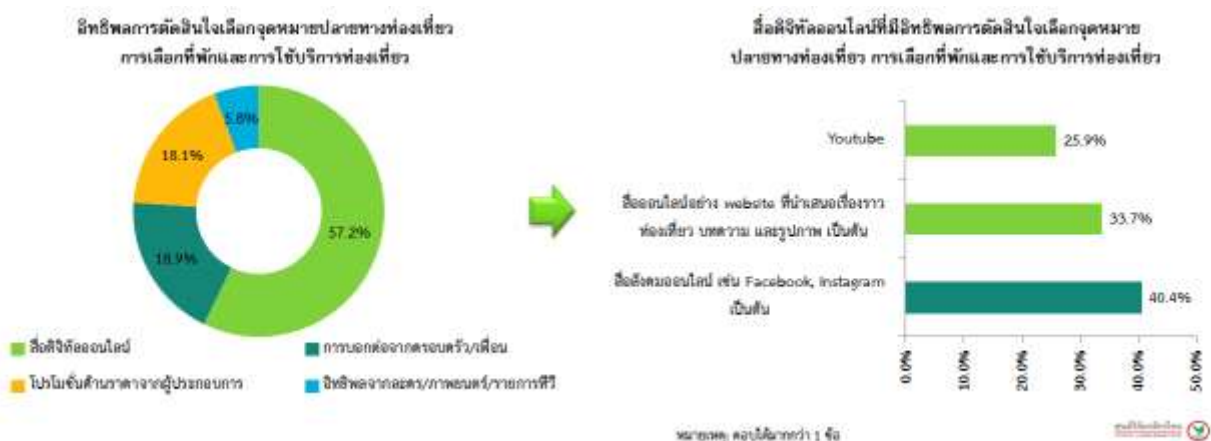 อิทธิพลการตัดสินใจเลือกจุดหมายปลายทางท่องเที่ยว
การเลือกที่พักและการใช้บริการท่องเที่ยว
5.8%
18.1%
57.2%
18.9%
สื่อดิจิทัลออนไลน์
การบอกต่อจากครอบครัว/เพื่อน
โปรโมชั่นด้านราคาจากผู้ประกอบการ
อิทธิพลจากละคร/ภาพยนตร์/รายการทีวี
สื่อดิจิทัลออนไลน์ที่มีอิทธิพลการตัดสินใจเลือกจุดหมาย
ปลายทางท่องเที่ยว การเลือกที่พักและการใช้บริการท่องเที่ยว
Youtube
25.9%
สื่อออนไลน์อย่าง website ที่นำเสนอเรื่องราว
ท่องเที่ยว บทความ และรูปภาพ เป็นต้น
33.7%
สื่อสังคมออนไลน์ เช่น Facebook, Instagram
เป็นต้น
40.4%
0.0%
10.0%
20.0%
30.0%
40.0%
50.0%
หมายเหตุ: ตอบได้มากกว่า 1 ข้อ